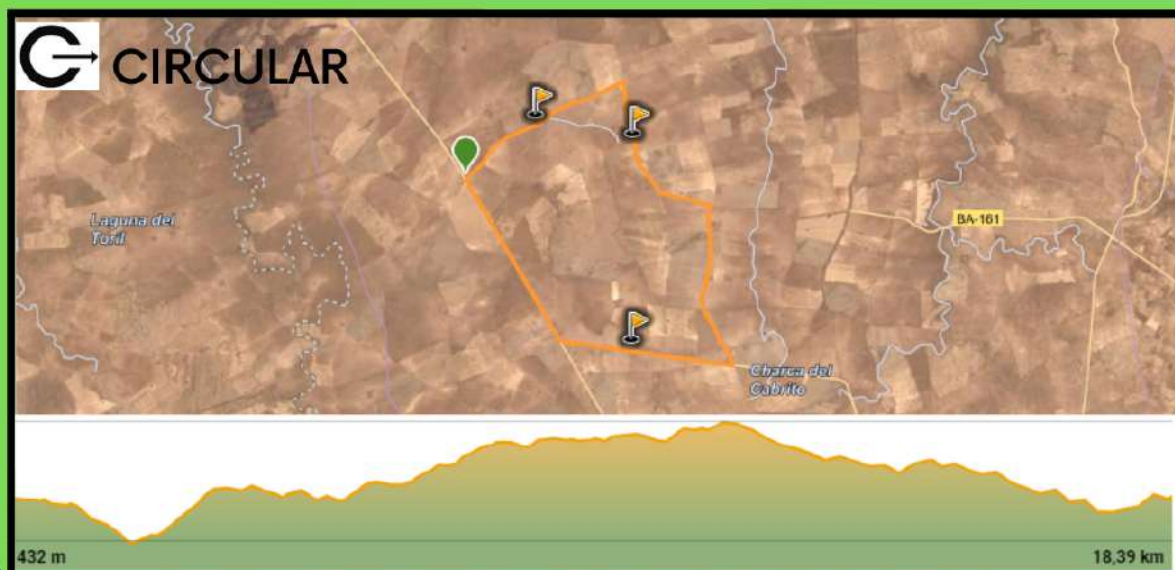 CIRCULAR
Laguna del
Toril
BA-161
Charca del
Cabrito
432 m
18,39 km